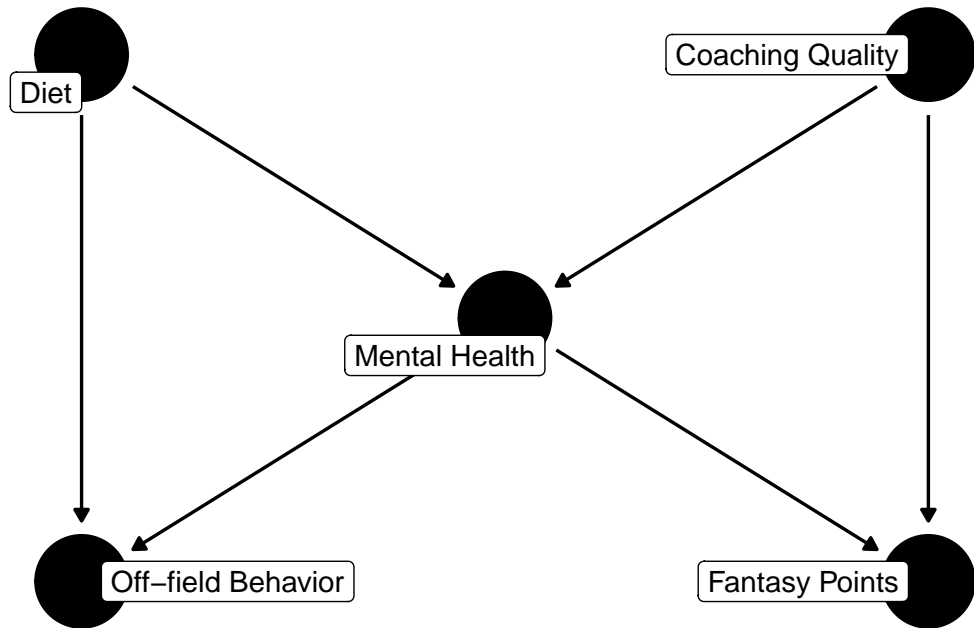 Coaching Quality
Diet
Mental Health
Off−field Behavior
Fantasy Points